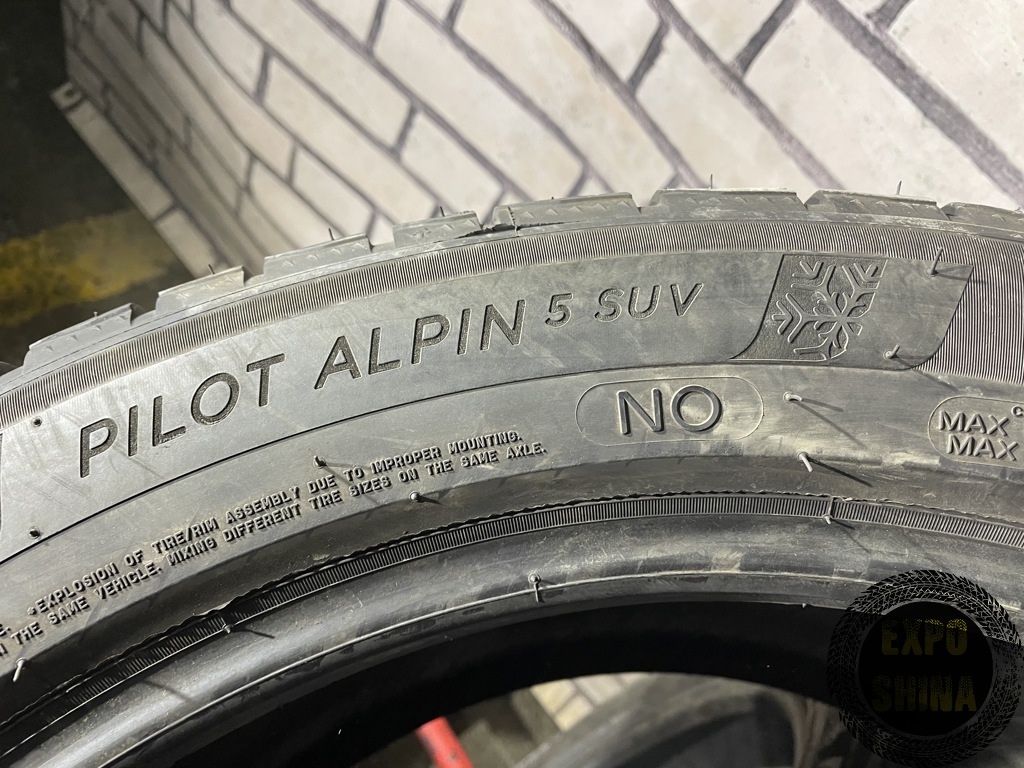 PILOT ALPIN 5 SUV
NO
MAX
MAX
*EXPLOSION OF TIRE/RIM ASSEMBLY DUE TO IMPROPER MOUNTING.
THE SAME VEHICLE. MIXING DIFFERENT TIRE SIZES ON THE SAME AXLE.
EXPO
SHINA